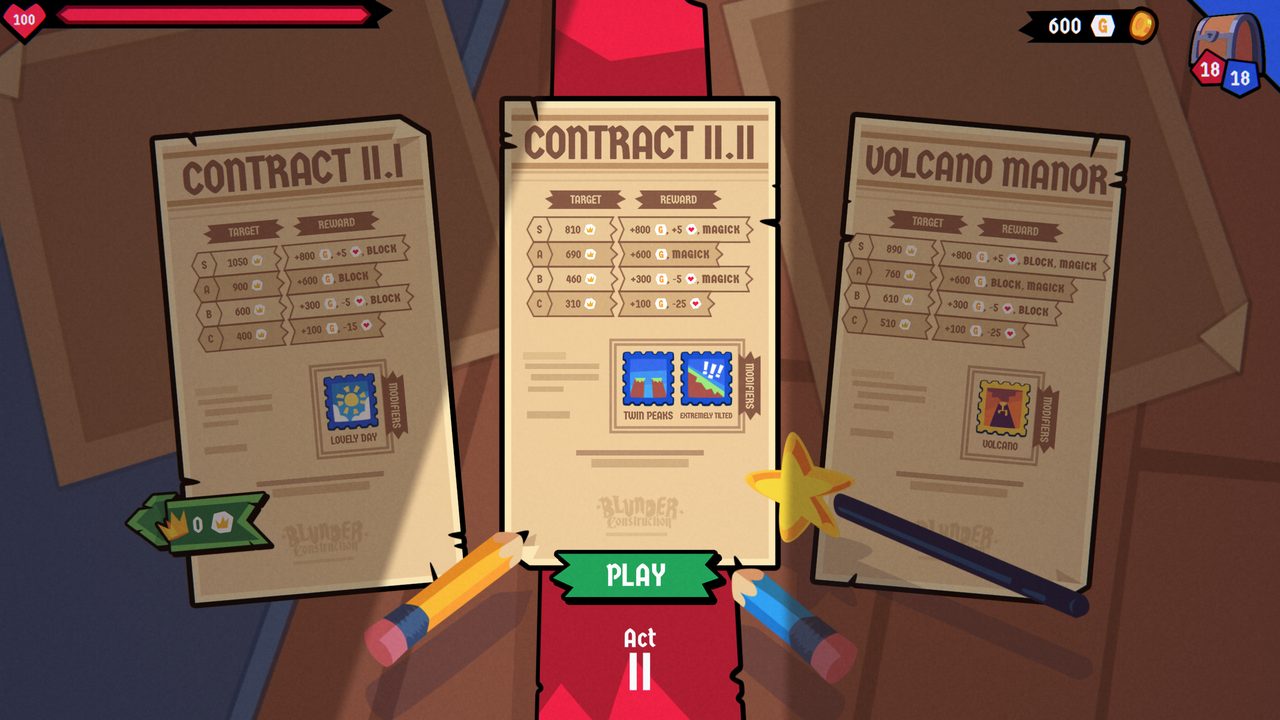 100
600 G
18 18
CONTRACT II.I
TARGET REWARD
S 1050 +800 G, +5, BLOCK
A 900 +600 G BLOCK
B 600 +300 G, -5, BLOCK
C 400 +100 G, -15
LOVELY DAY
MODIFIERS
BLUNDER
Construction
0
CONTRACT II.II
TARGET REWARD
S 810 +800 G, +5, MAGICK
A 690 +600 G MAGICK
B 460 +300 G, -5, MAGICK
C 310 +100 G, -25
!!!
TWIN PEAKS EXTREMELY TILTED
MODIFIERS
BLUNDER
Construction
VOLCANO MANOR
TARGET REWARD
S 890 +800 G, +5, BLOCK, MAGICK
A 760 +600 G, BLOCK, MAGICK
B 610 +300 G, -5, BLOCK
C 510 +100 G, -25
VOLCANO
MODIFIERS
PLAY
Act
II